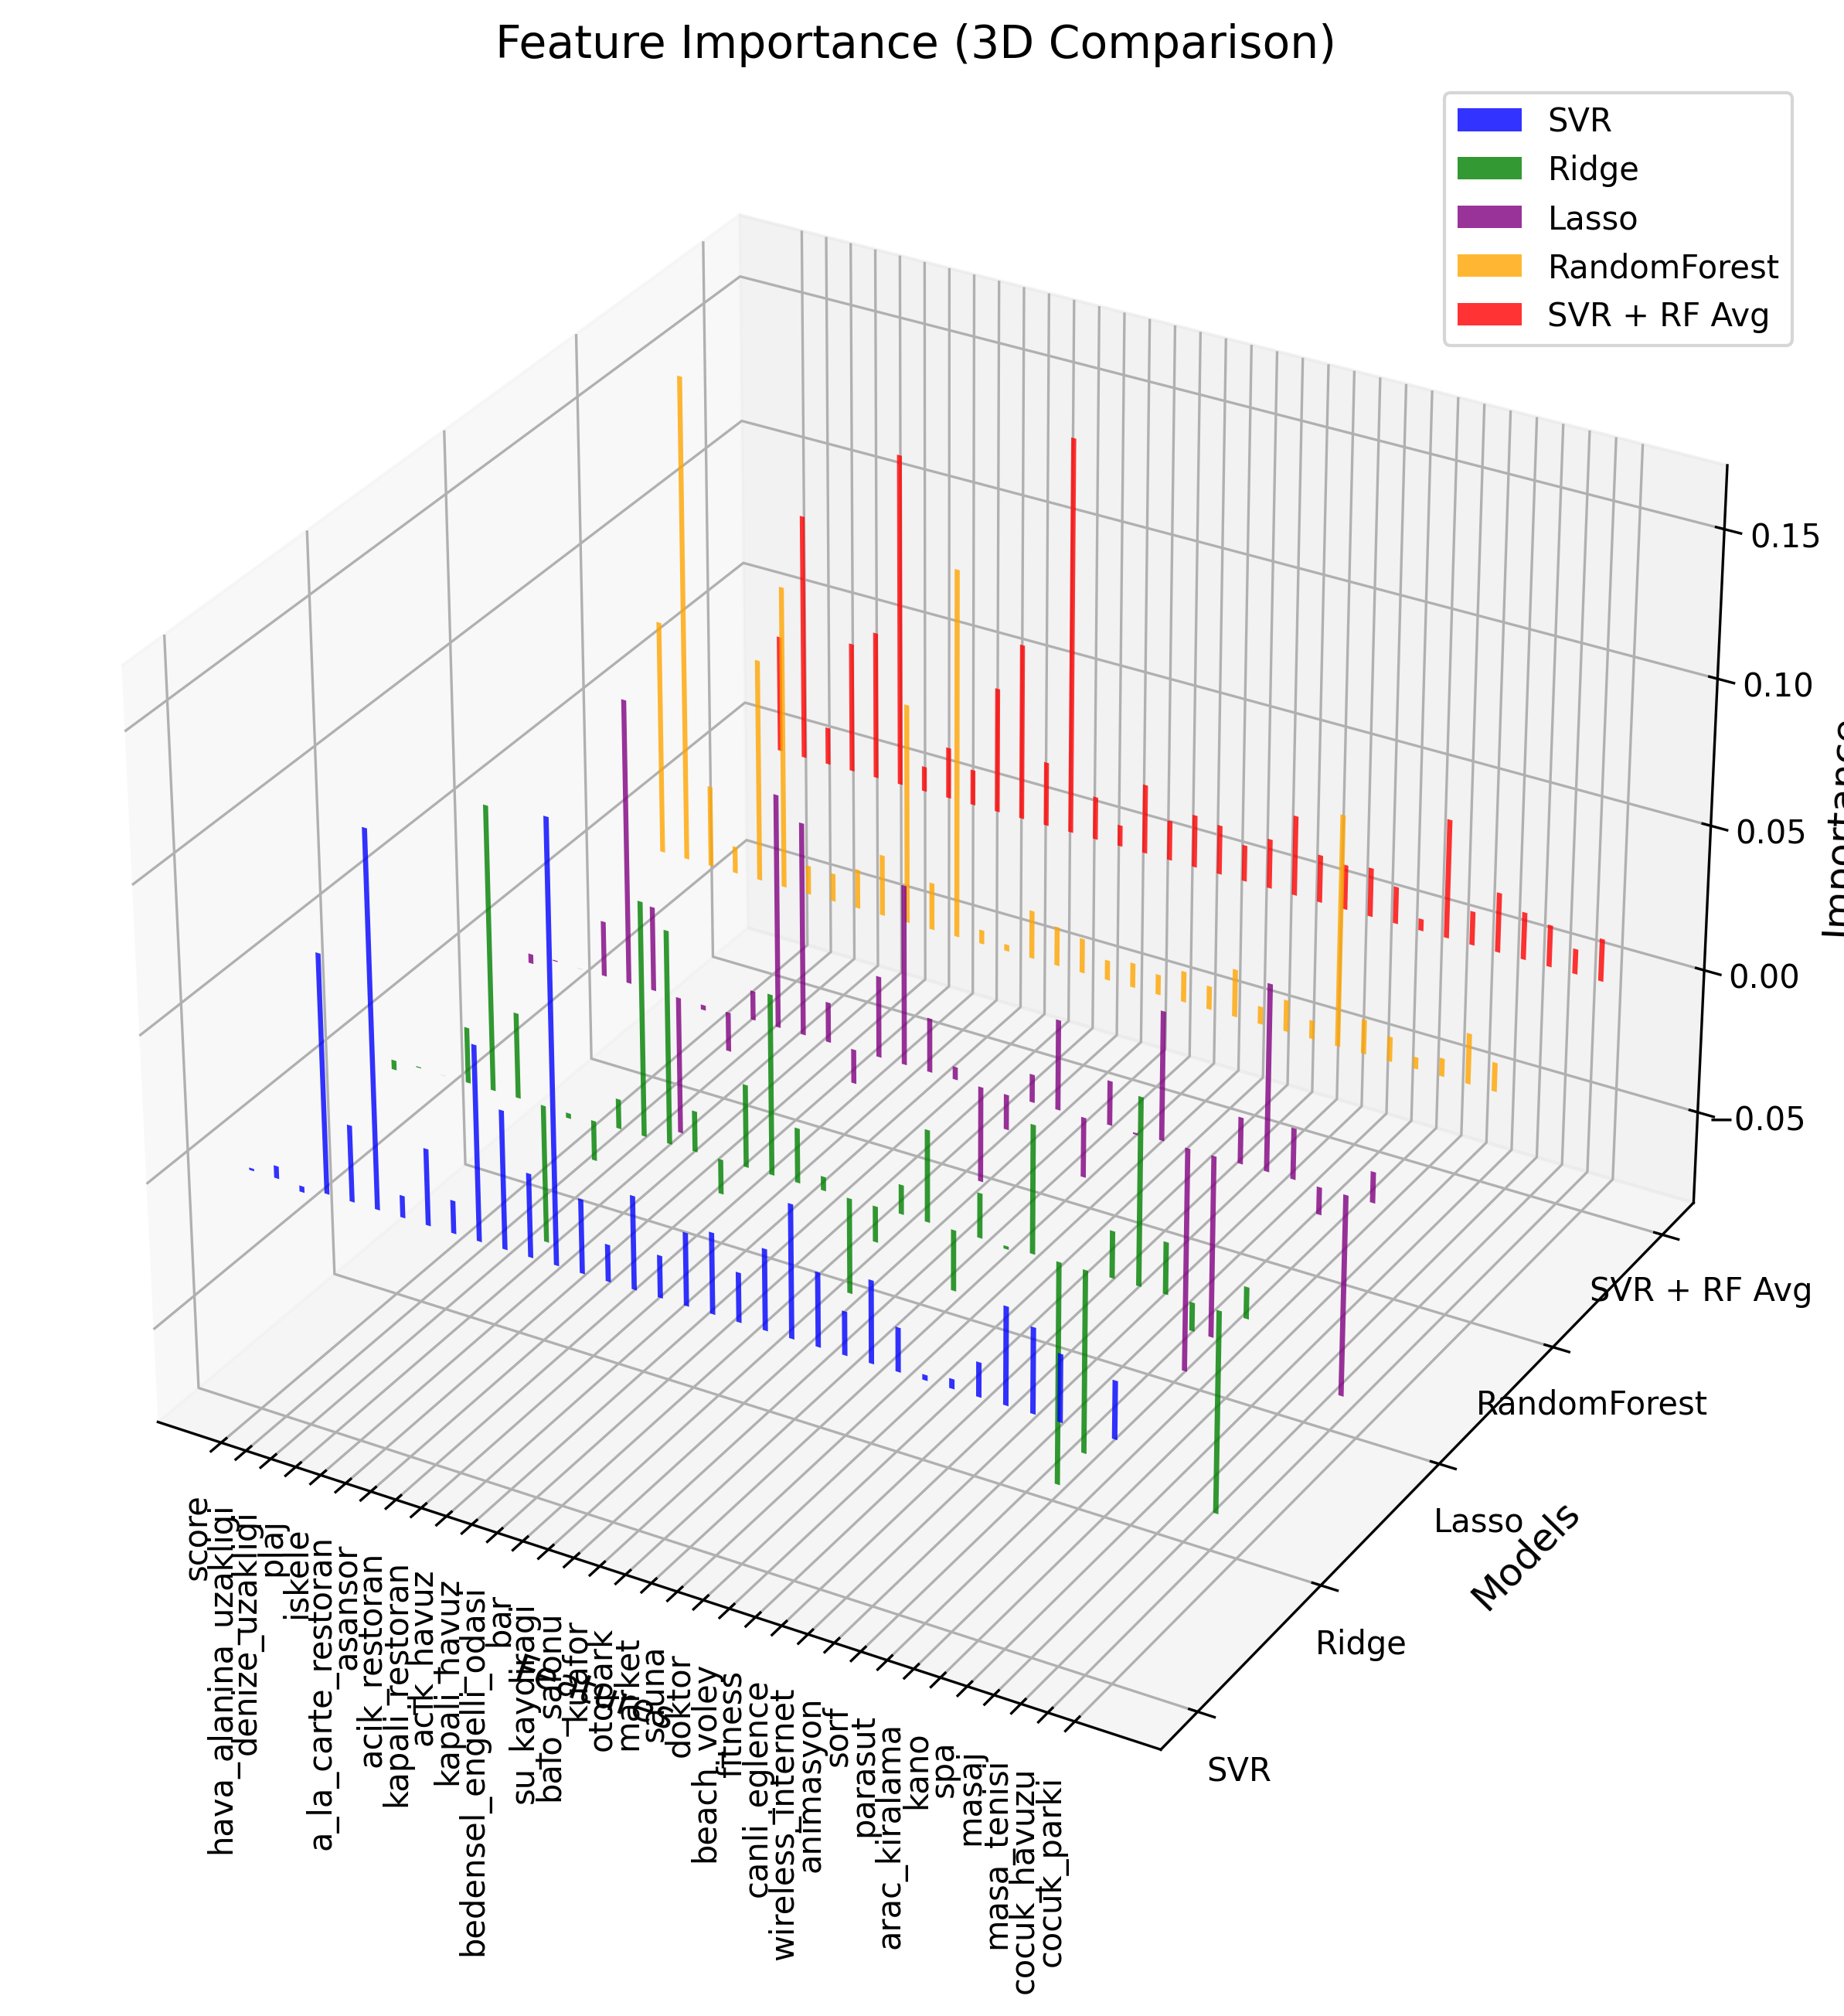 Feature Importance (3D Comparison)
SVR
Ridge
Lasso
RandomForest
SVR + RF Avg
0.15
0.10
0.05
0.00
−0.05
Importance
SVR + RF Avg
RandomForest
Lasso
Ridge
SVR
Models
score
hava_alanina_uzakligi
denize_uzakligi
plaj
iskele
a_la_carte_restoran
asansor
acik_restoran
kapali_restoran
acik_havuz
kapali_havuz
bedensel_engelli_odasi
bar
su_kaydiragi
balo_salonu
kuafor
otopark
market
sauna
doktor
beach_voley
fitness
canli_eglence
wireless_internet
animasyon
sorf
parasut
arac_kiralama
kano
spa
masaj
masa_tenisi
cocuk_havuzu
cocuk_parki